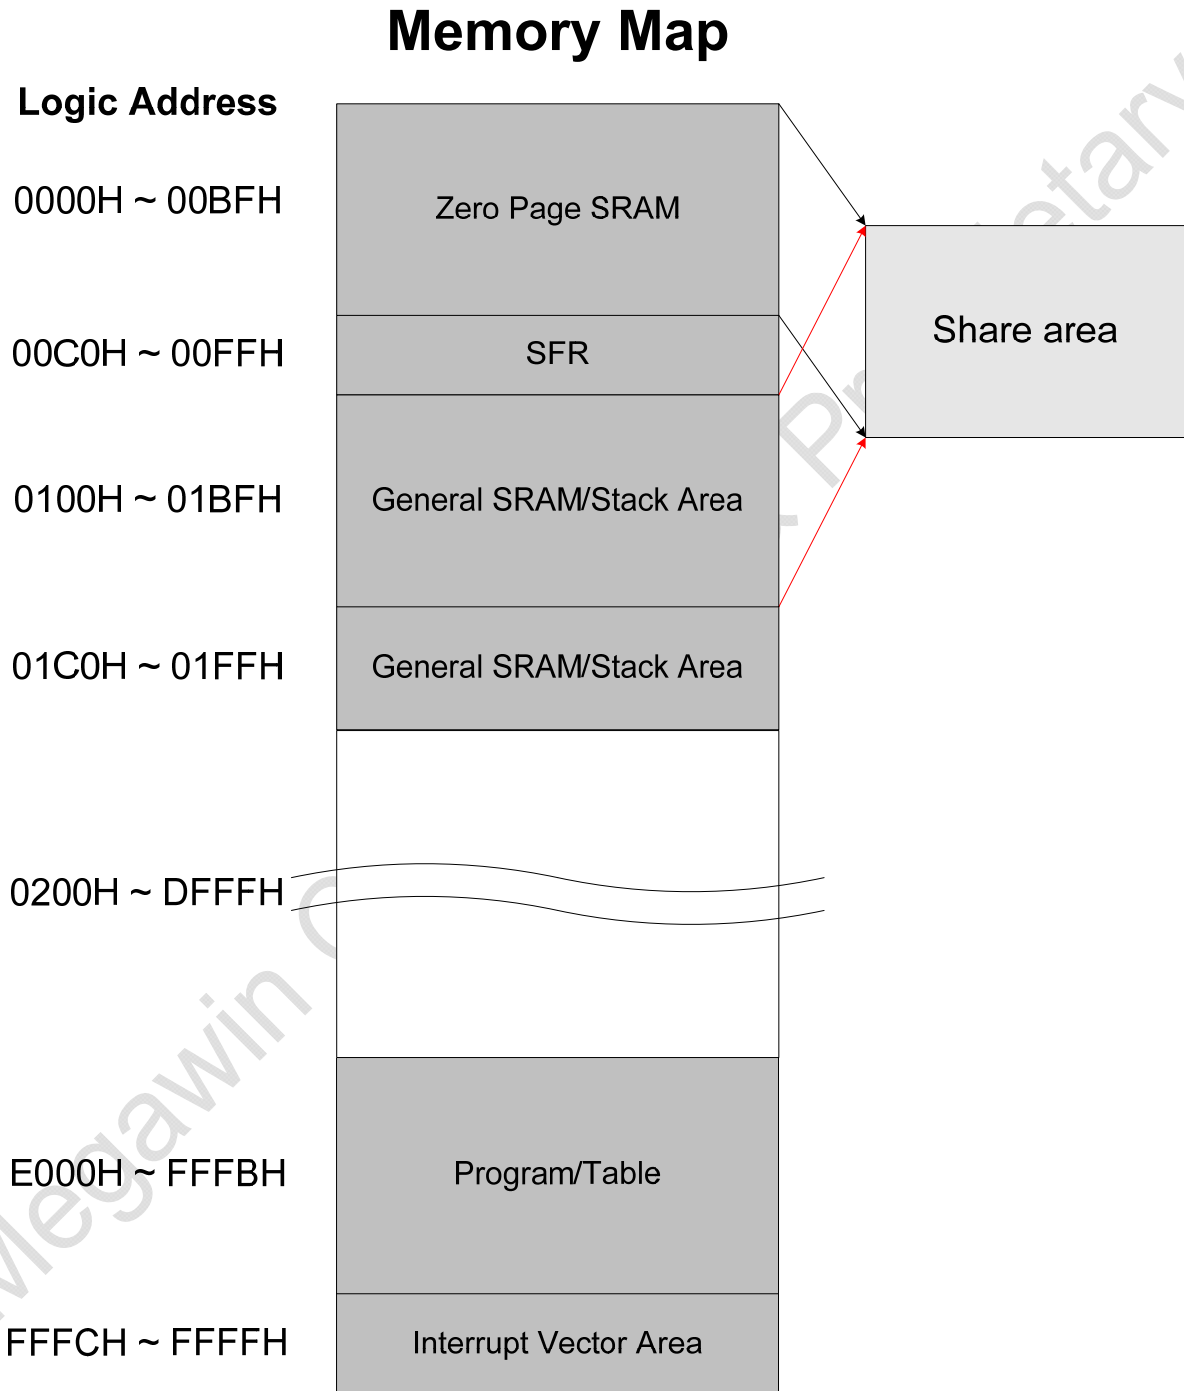 Memory Map
Logic Address
0000H ~ 00BFH
Zero Page SRAM
00C0H ~ 00FFH
SFR
Share area
0100H ~ 01BFH
General SRAM/Stack Area
01C0H ~ 01FFH
General SRAM/Stack Area
0200H ~ DFFFH
E000H ~ FFFBH
Program/Table
FFFCH ~ FFFFH
Interrupt Vector Area
Megawin